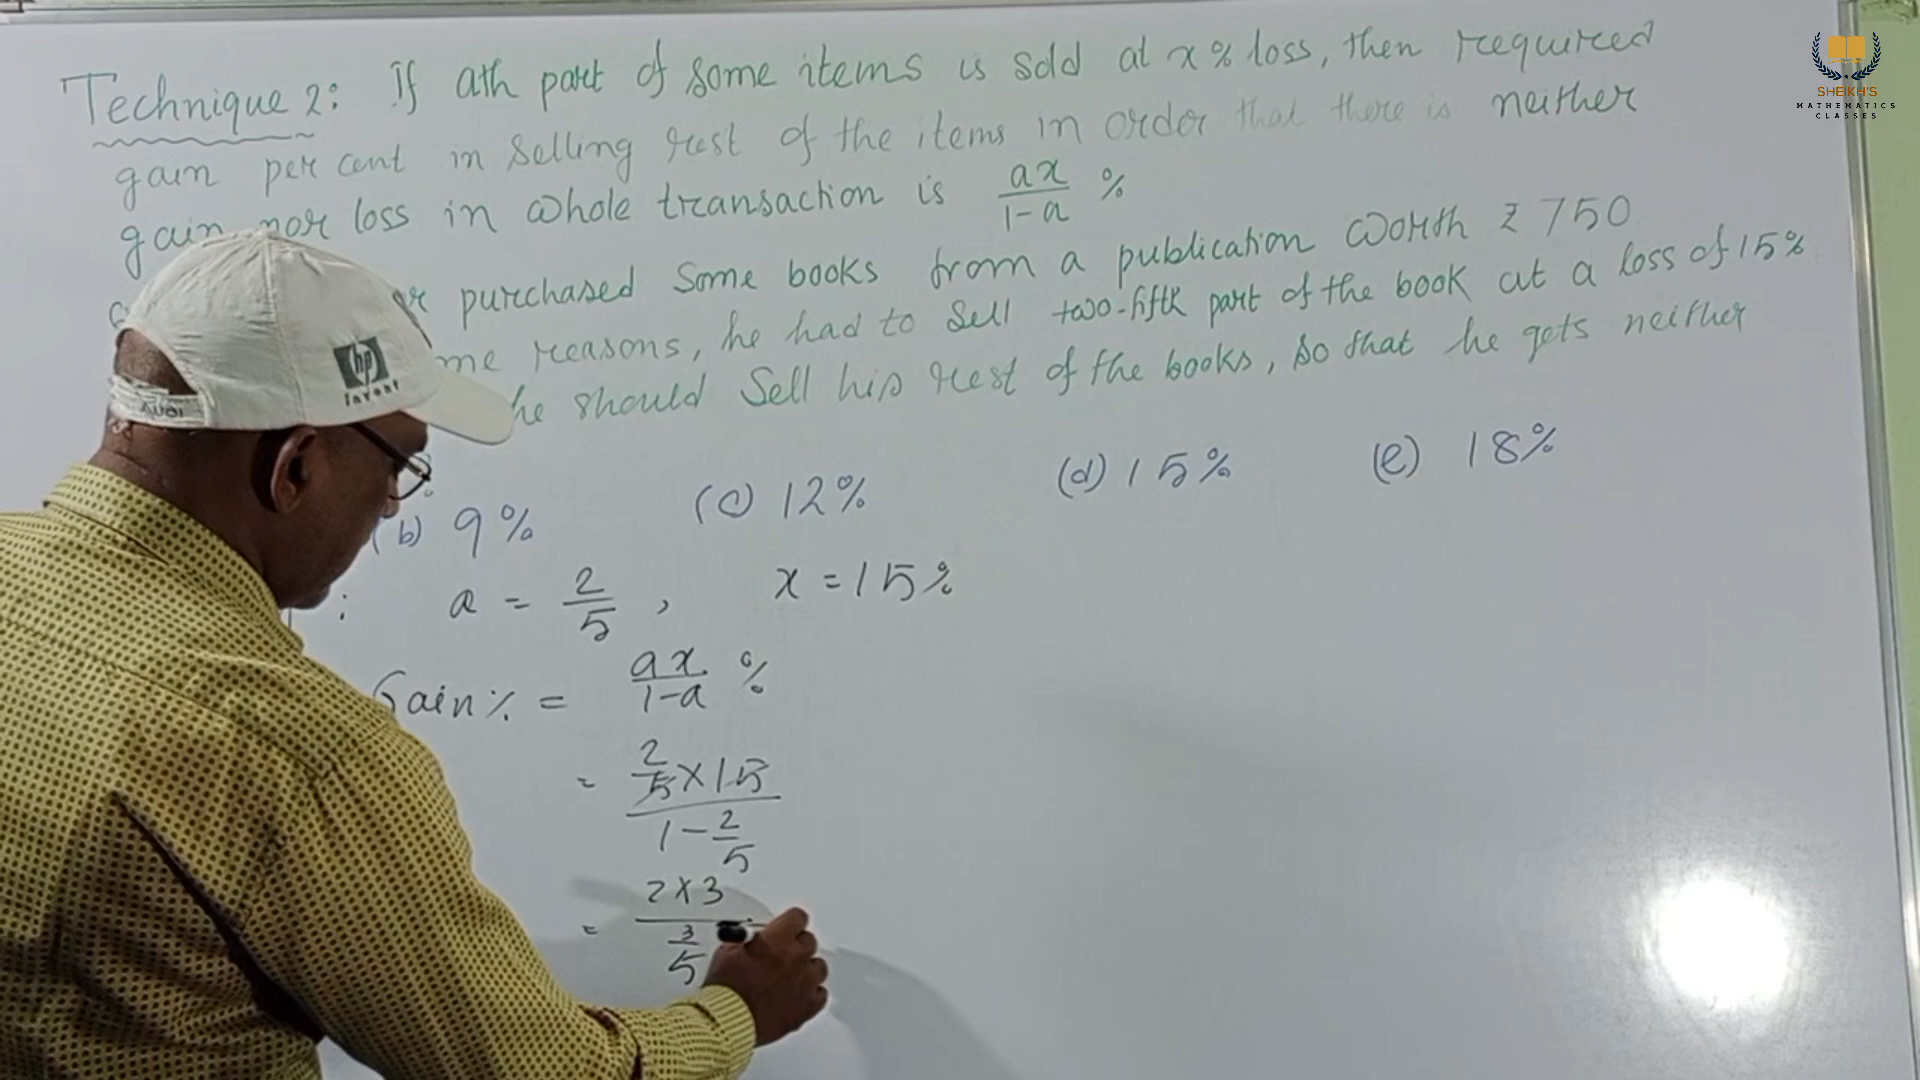 Technique 2: If ath part of some items is sold at x % loss, then required
gain per cent in selling rest of the items in order that there is neither
gain nor loss in whole transaction is ax/1-a %
purchased some books from a publication worth ₹ 750
reasons, he had to sell two-fifth part of the book at a loss of 15%
he should sell his rest of the books, so that he gets neither
(b) 9% (c) 12% (d) 15% (e) 18%
: a = 2/5 , x = 15%
Gain% = ax/1-a %
= 2/5 x 15 / 1 - 2/5
= 2 x 3 / 3/5
hp
invent
AUDI
SHEIKH'S
MATHEMATICS
CLASSES